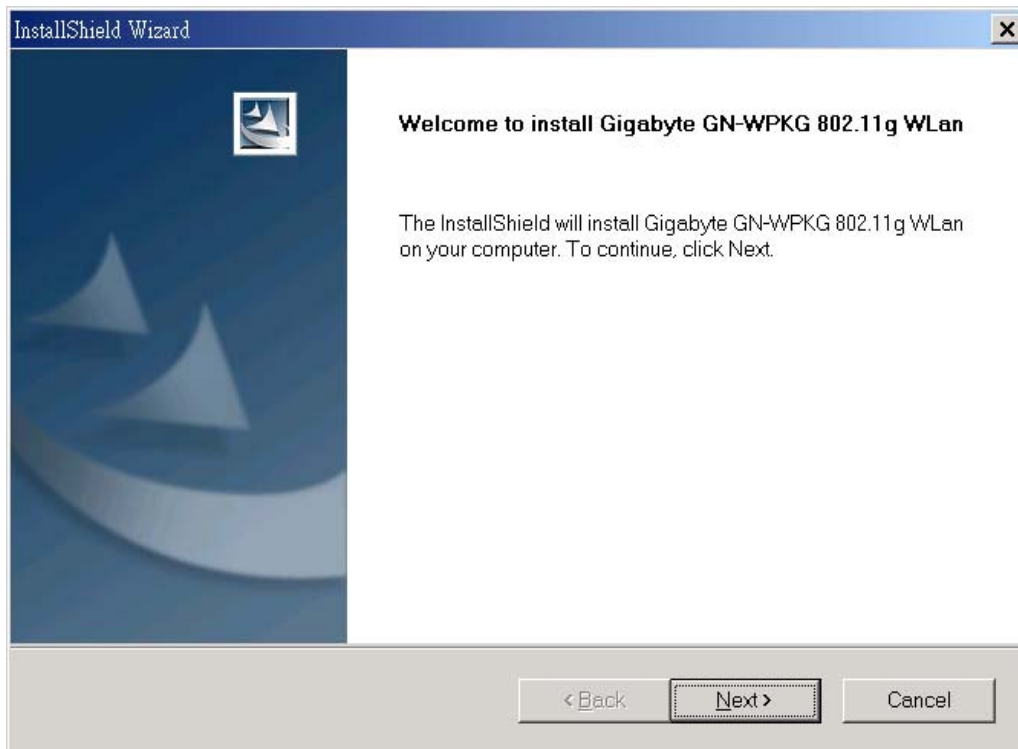 InstallShield Wizard
Welcome to install Gigabyte GN-WPKG 802.11g WLan
The InstallShield will install Gigabyte GN-WPKG 802.11g WLan
on your computer. To continue, click Next.
< Back
Next >
Cancel